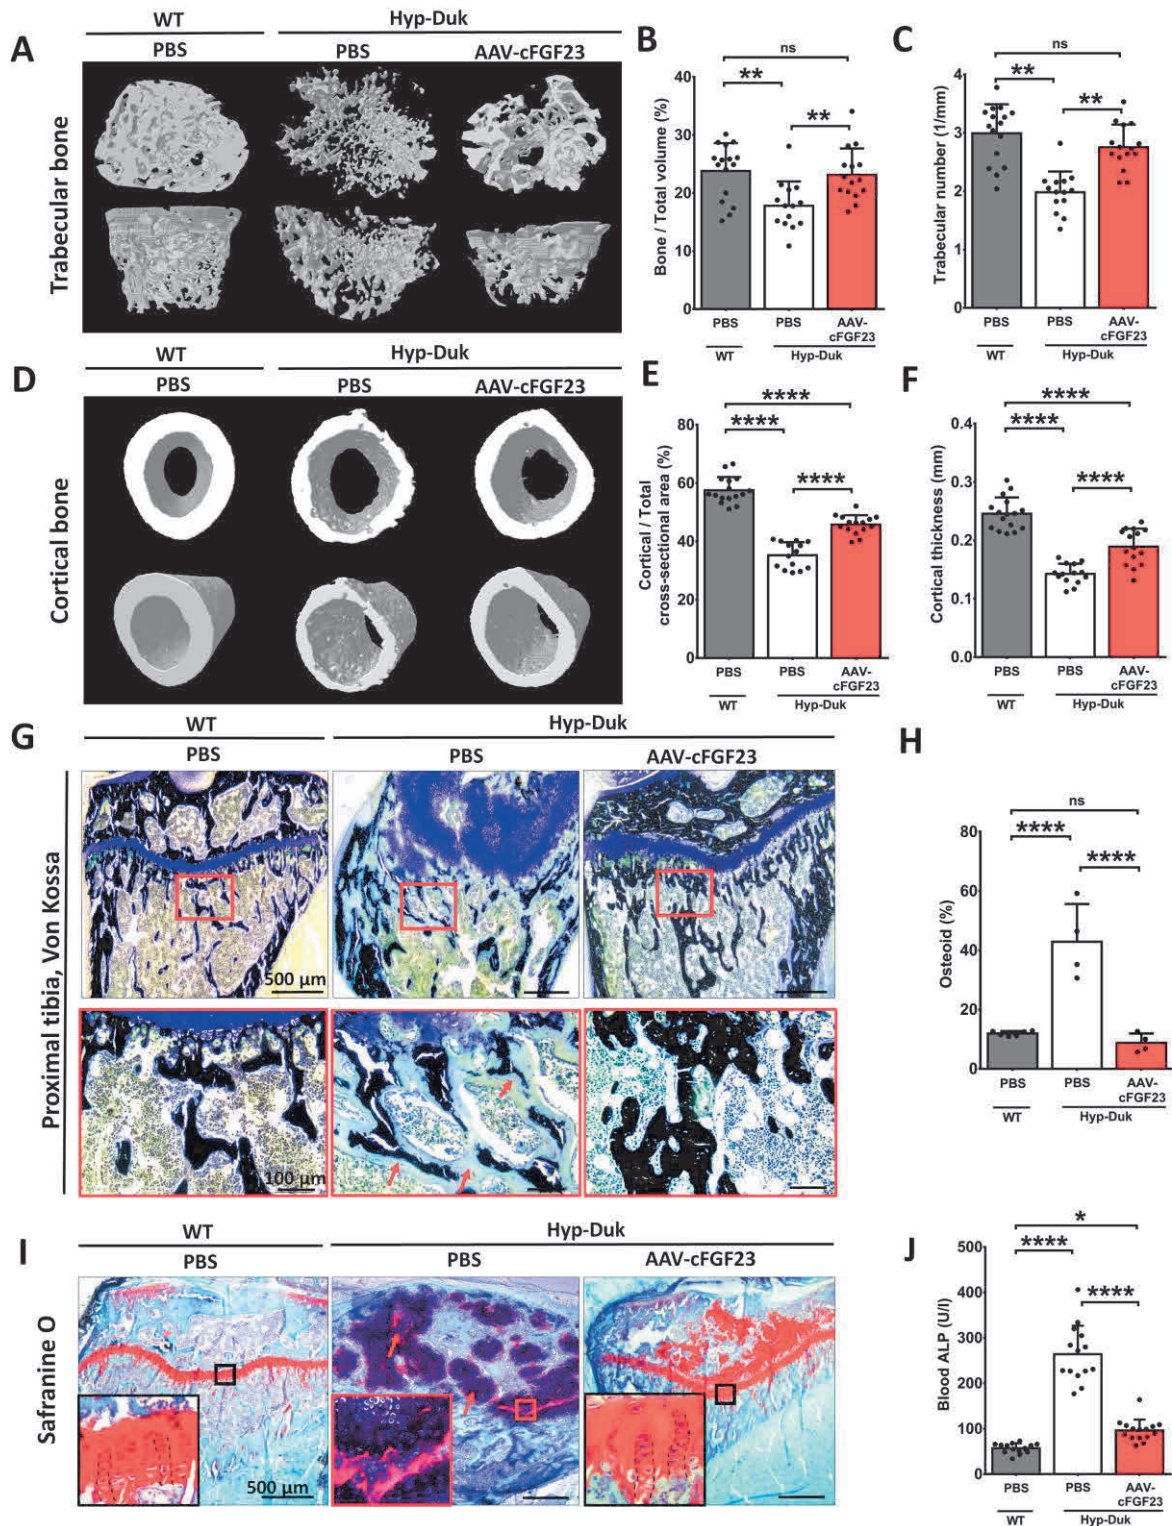 A
WT
Hyp-Duk
PBS
PBS
AAV-cFGF23
Trabecular bone
B
ns
**
**
Bone / Total volume (%)
40
30
20
10
0
PBS
PBS
AAV-
cFGF23
WT
Hyp-Duk
C
ns
**
**
Trabecular number (1/mm)
4
3
2
1
0
PBS
PBS
AAV-
cFGF23
WT
Hyp-Duk
D
WT
Hyp-Duk
PBS
PBS
AAV-cFGF23
Cortical bone
E
****
****
****
Cortical / Total
cross-sectional area (%)
80
60
40
20
0
PBS
PBS
AAV-
cFGF23
WT
Hyp-Duk
F
****
****
****
Cortical thickness (mm)
0.4
0.3
0.2
0.1
0.0
PBS
PBS
AAV-
cFGF23
WT
Hyp-Duk
G
WT
Hyp-Duk
PBS
PBS
AAV-cFGF23
Proximal tibia, Von Kossa
500 µm
100 µm
H
ns
****
****
Osteoid (%)
80
60
40
20
0
PBS
PBS
AAV-
cFGF23
WT
Hyp-Duk
I
WT
Hyp-Duk
PBS
PBS
AAV-cFGF23
Safranine O
500 µm
J
*
****
****
Blood ALP (U/l)
500
400
300
200
100
0
PBS
PBS
AAV-
cFGF23
WT
Hyp-Duk